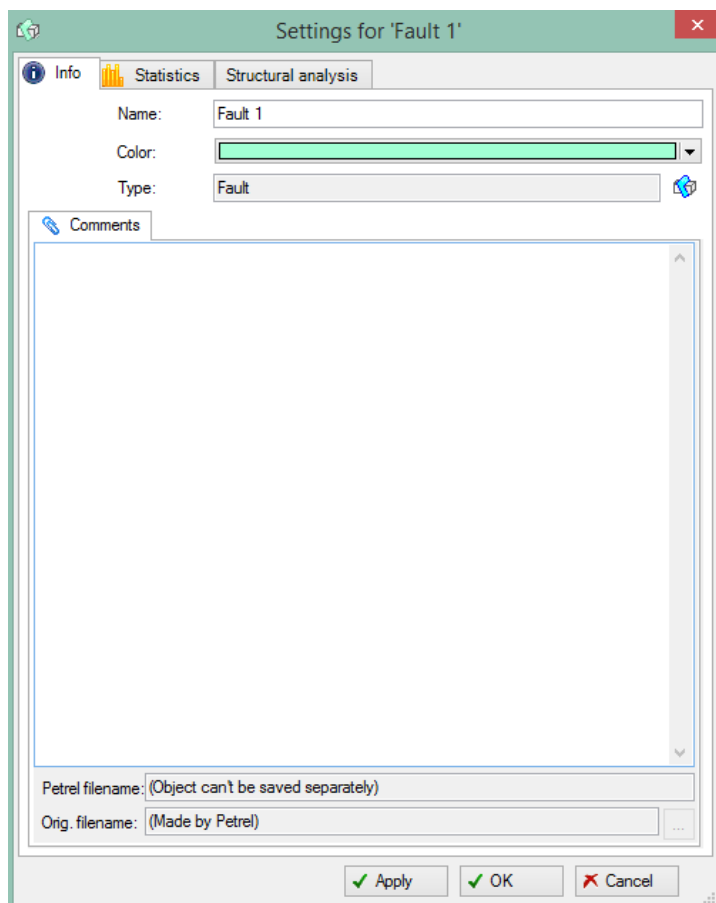 Settings for 'Fault 1'
Info Statistics Structural analysis
Name: Fault 1
Color:
Type: Fault
Comments
Petrel filename: (Object can't be saved separately)
Orig. filename: (Made by Petrel) ...
Apply OK Cancel